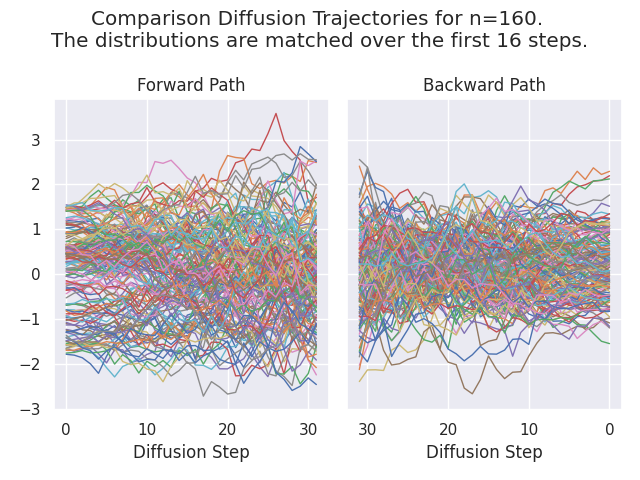 Comparison Diffusion Trajectories for n=160.
The distributions are matched over the first 16 steps.
Forward Path
Backward Path
3
2
1
0
−1
−2
−3
0 10 20 30
30 20 10 0
Diffusion Step
Diffusion Step